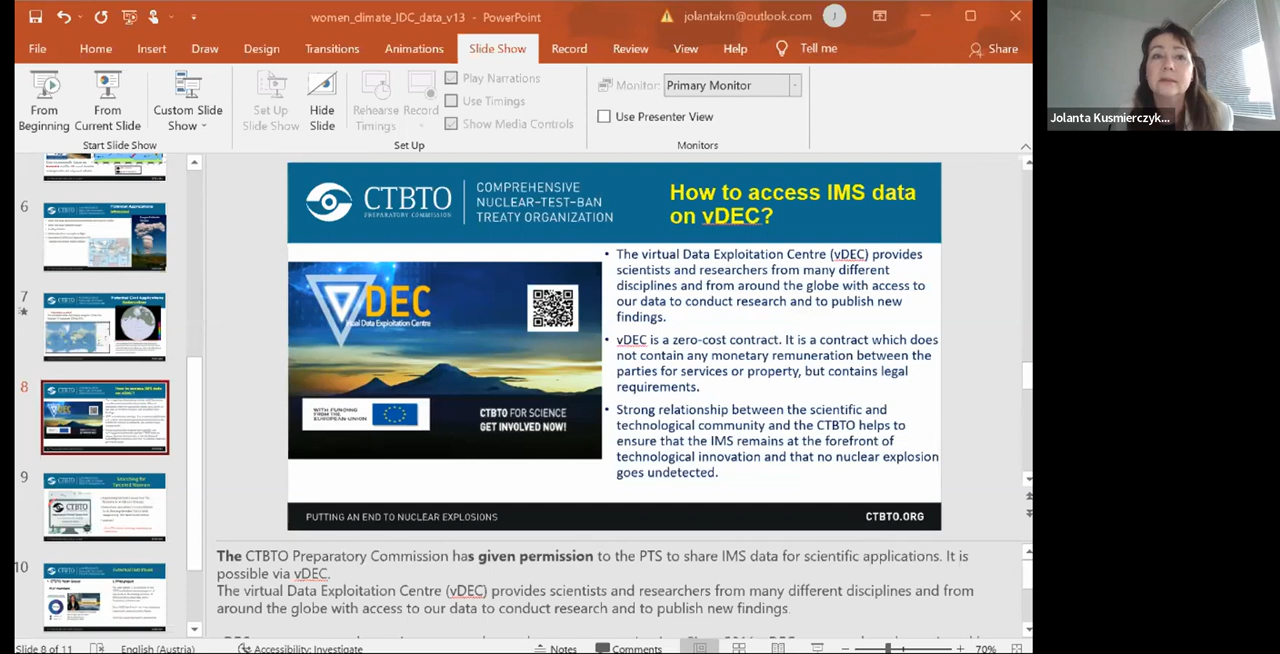 women_climate_IDC_data_v13 - PowerPoint
jolantakm@outlook.com
J
File Home Insert Draw Design Transitions Animations Slide Show Record Review View Help Tell me
Share
From Beginning
From Current Slide
Custom Slide Show
Start Slide Show
Set Up Slide Show
Hide Slide
Rehearse Timings
Record
Play Narrations
Use Timings
Show Media Controls
Set Up
Monitor: Primary Monitor
Use Presenter View
Monitors
Jolanta Kusmierczyk...
6
7
8
9
10
CTBTO
PREPARATORY COMMISSION
COMPREHENSIVE
NUCLEAR-TEST-BAN
TREATY ORGANIZATION
How to access IMS data
on vDEC?
VDEC
WITH FUNDING
FROM THE
EUROPEAN UNION
CTBTO FOR SCIENCE
GET INVOLVED NOW!
• The virtual Data Exploitation Centre (vDEC) provides
scientists and researchers from many different
disciplines and from around the globe with access to
our data to conduct research and to publish new
findings.
• vDEC is a zero-cost contract. It is a contract which does
not contain any monetary remuneration between the
parties for services or property, but contains legal
requirements.
• Strong relationship between the scientific and
technological community and the CTBTO helps to
ensure that the IMS remains at the forefront of
technological innovation and that no nuclear explosion
goes undetected.
PUTTING AN END TO NUCLEAR EXPLOSIONS
CTBTO.ORG
The CTBTO Preparatory Commission has given permission to the PTS to share IMS data for scientific applications. It is
possible via vDEC.
The virtual Data Exploitation Centre (vDEC) provides scientists and researchers from many different disciplines and from
around the globe with access to our data to conduct research and to publish new findings.
Slide 8 of 11
English (Austria)
Accessibility: Investigate
Notes
Comments
70%